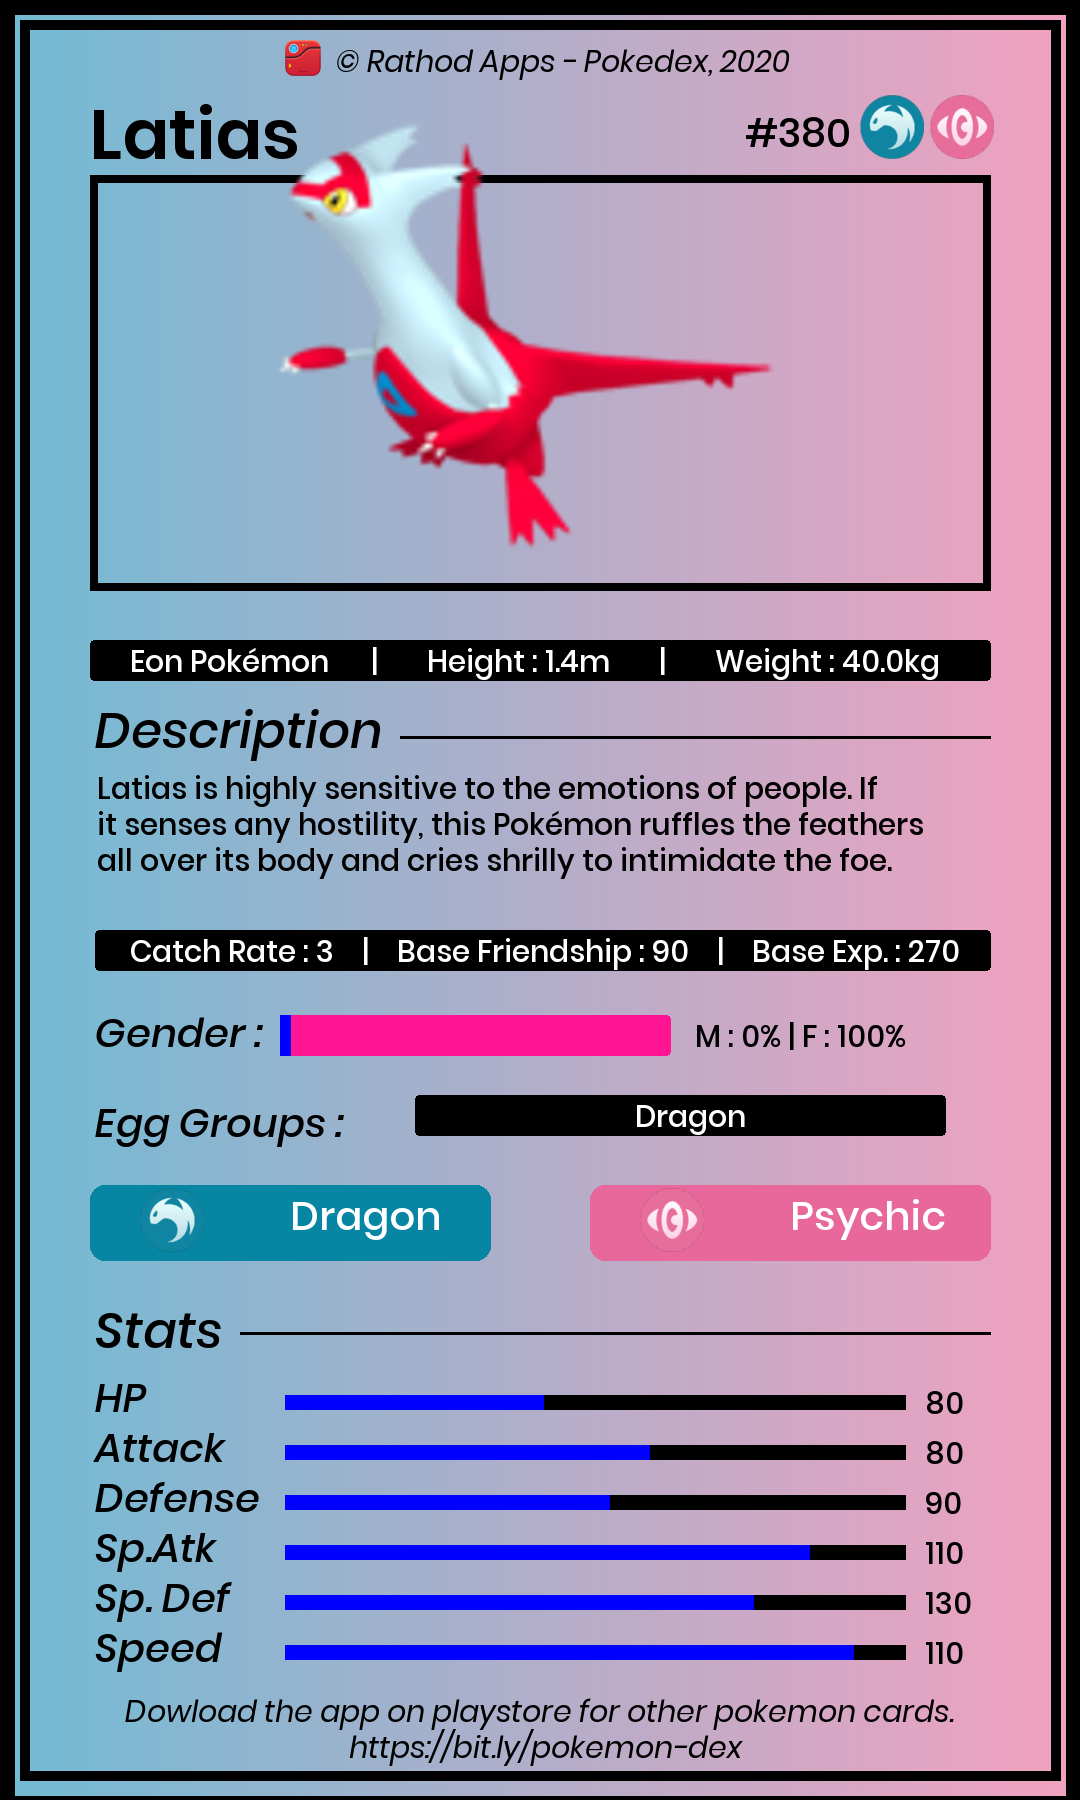 © Rathod Apps - Pokedex, 2020
Latias
#380
Eon Pokémon | Height : 1.4m | Weight : 40.0kg
Description
Latias is highly sensitive to the emotions of people. If
it senses any hostility, this Pokémon ruffles the feathers
all over its body and cries shrilly to intimidate the foe.
Catch Rate : 3 | Base Friendship : 90 | Base Exp. : 270
Gender : M : 0% | F : 100%
Egg Groups : Dragon
Dragon Psychic
Stats
HP 80
Attack 80
Defense 90
Sp.Atk 110
Sp. Def 130
Speed 110
Dowload the app on playstore for other pokemon cards.
https://bit.ly/pokemon-dex